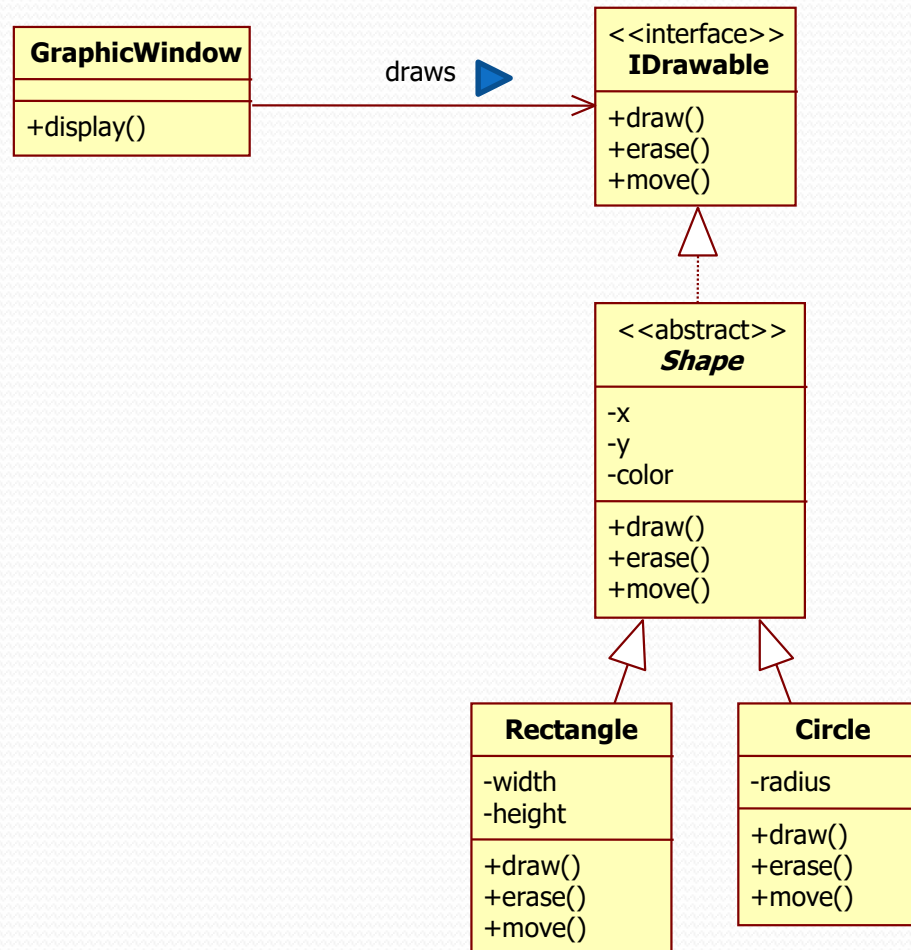 GraphicWindow
+display()
draws
<<interface>>
IDrawable
+draw()
+erase()
+move()
<<abstract>>
Shape
-x
-y
-color
+draw()
+erase()
+move()
Rectangle
-width
-height
+draw()
+erase()
+move()
Circle
-radius
+draw()
+erase()
+move()